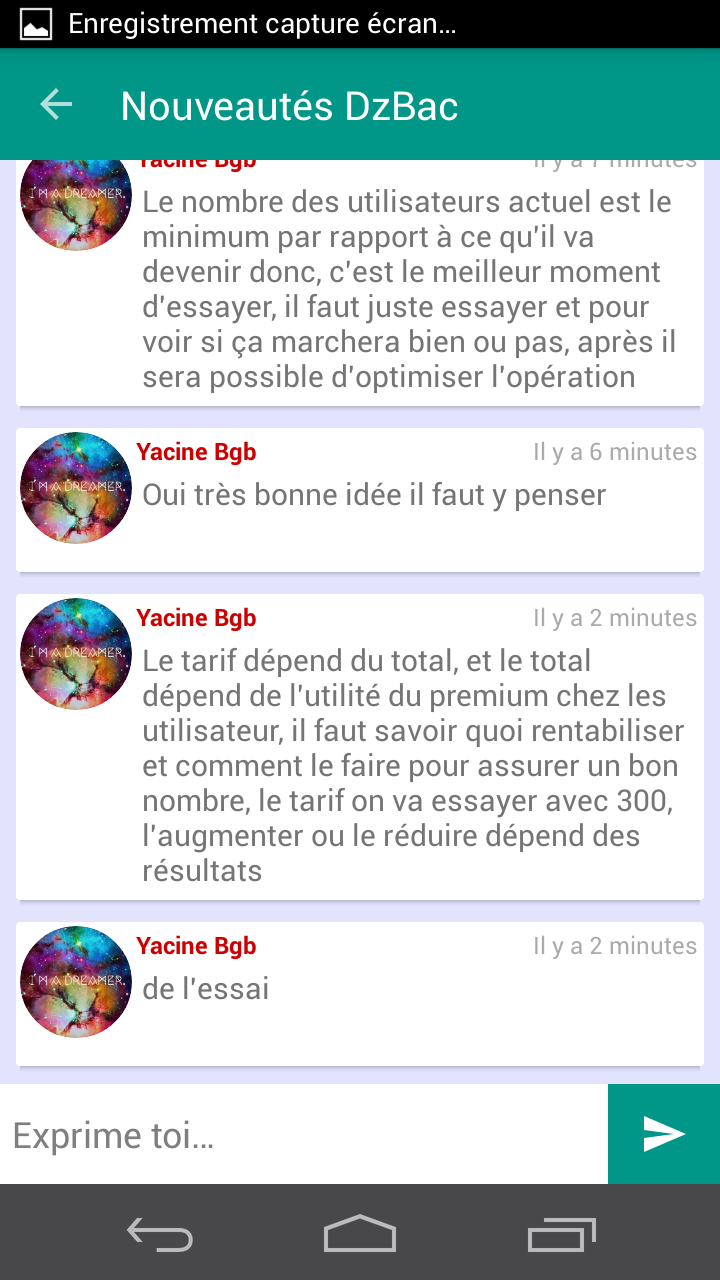 Enregistrement capture écran…
Nouveautés DzBac
Yacine Bgb Il y a 7 minutes
I'M A DREAMER.
Le nombre des utilisateurs actuel est le
minimum par rapport à ce qu'il va
devenir donc, c'est le meilleur moment
d'essayer, il faut juste essayer et pour
voir si ça marchera bien ou pas, après il
sera possible d'optimiser l'opération
Yacine Bgb Il y a 6 minutes
I'M A DREAMER.
Oui très bonne idée il faut y penser
Yacine Bgb Il y a 2 minutes
I'M A DREAMER.
Le tarif dépend du total, et le total
dépend de l'utilité du premium chez les
utilisateur, il faut savoir quoi rentabiliser
et comment le faire pour assurer un bon
nombre, le tarif on va essayer avec 300,
l'augmenter ou le réduire dépend des
résultats
Yacine Bgb Il y a 2 minutes
I'M A DREAMER.
de l'essai
Exprime toi…